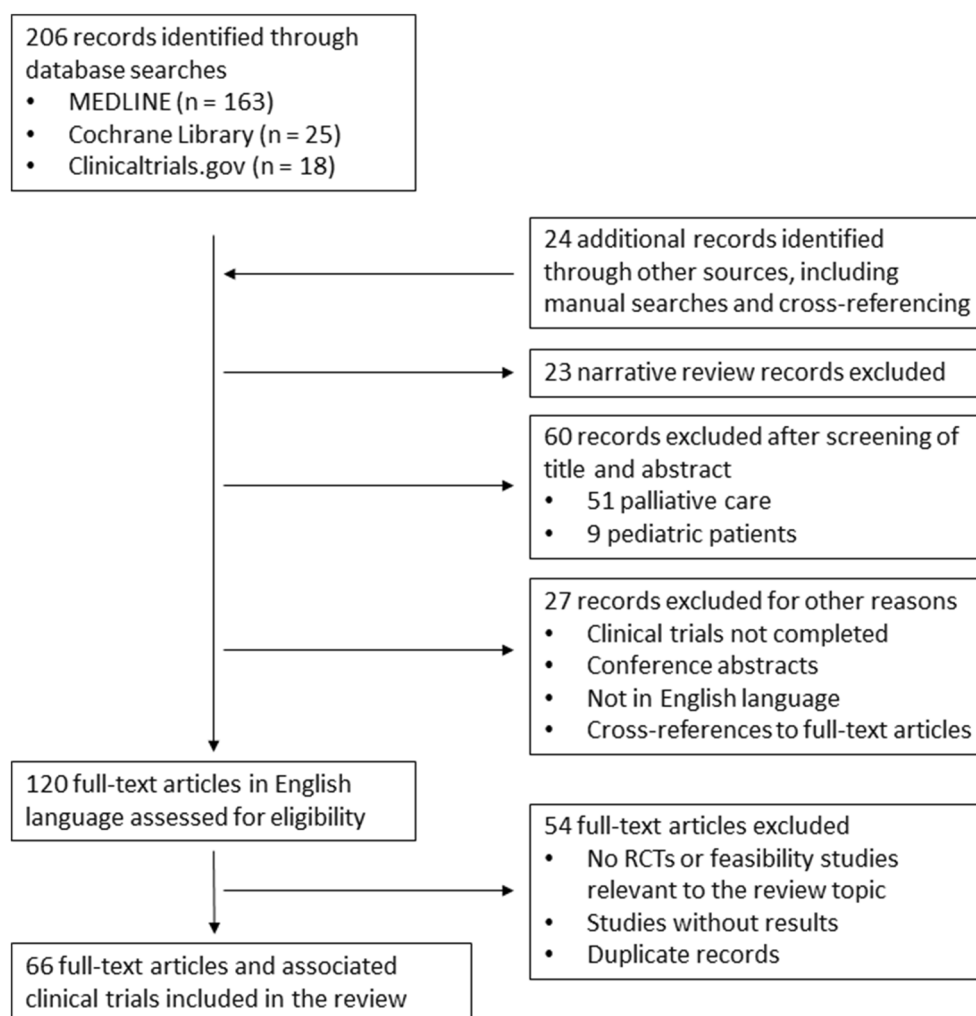 206 records identified through
database searches
• MEDLINE (n = 163)
• Cochrane Library (n = 25)
• Clinicaltrials.gov (n = 18)
24 additional records identified
through other sources, including
manual searches and cross-referencing
23 narrative review records excluded
60 records excluded after screening of
title and abstract
• 51 palliative care
• 9 pediatric patients
27 records excluded for other reasons
• Clinical trials not completed
• Conference abstracts
• Not in English language
• Cross-references to full-text articles
120 full-text articles in English
language assessed for eligibility
54 full-text articles excluded
• No RCTs or feasibility studies
relevant to the review topic
• Studies without results
• Duplicate records
66 full-text articles and associated
clinical trials included in the review